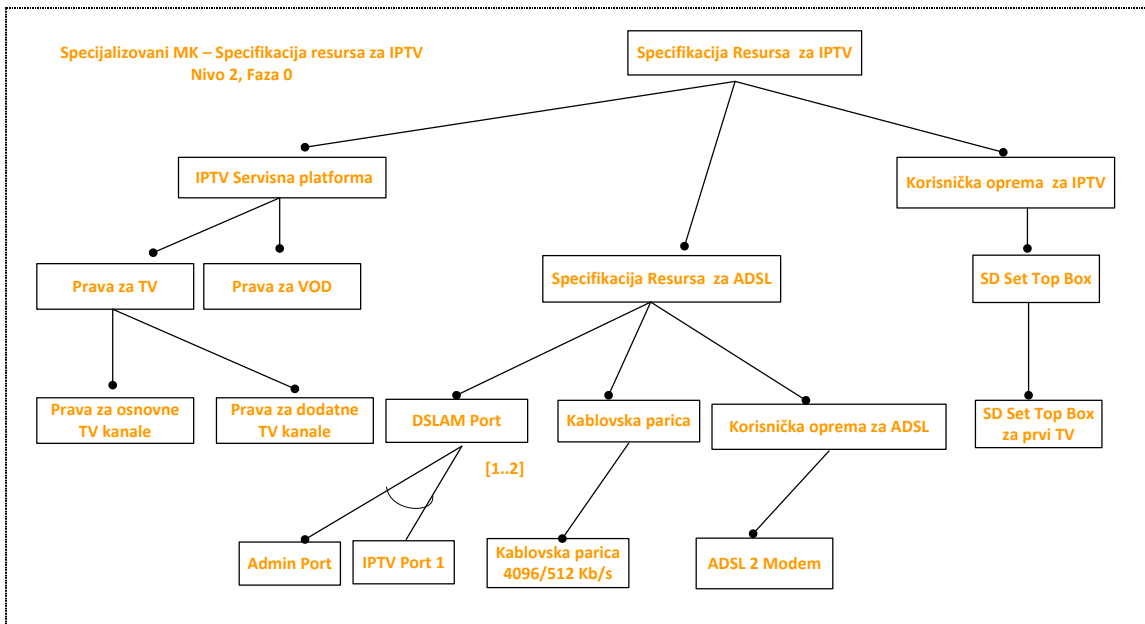 Specijalizovani MK – Specifikacija resursa za IPTV
Nivo 2, Faza 0
Specifikacija Resursa za IPTV
IPTV Servisna platforma
Korisnička oprema za IPTV
Prava za TV
Prava za VOD
Specifikacija Resursa za ADSL
SD Set Top Box
Prava za osnovne
TV kanale
Prava za dodatne
TV kanale
DSLAM Port
Kablovska parica
Korisnička oprema za ADSL
SD Set Top Box
za prvi TV
[1..2]
Admin Port
IPTV Port 1
Kablovska parica
4096/512 Kb/s
ADSL 2 Modem